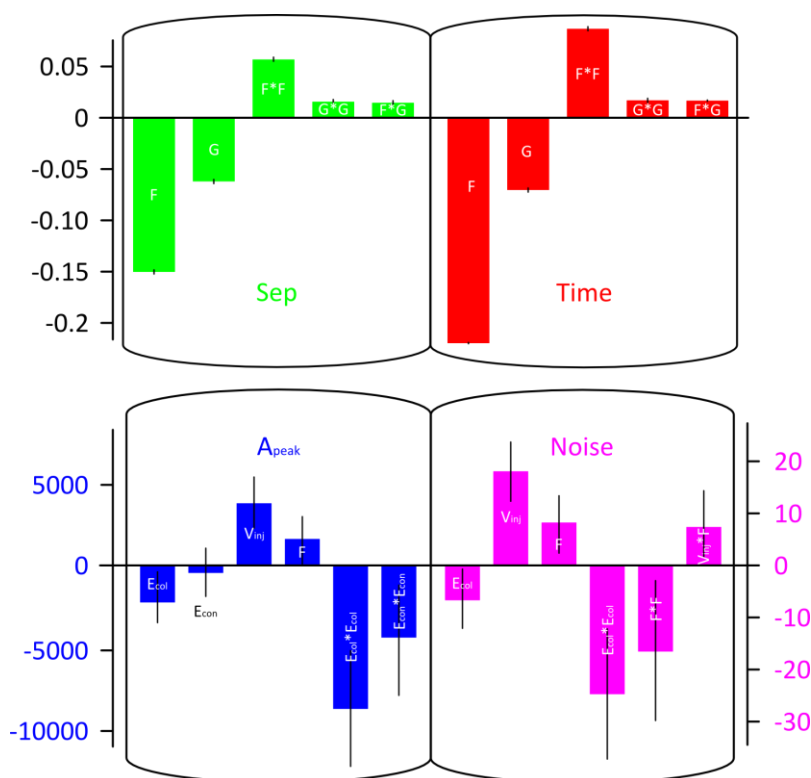 0.05
0
-0.05
-0.10
-0.15
-0.2
F
G
F*F
G*G
F*G
Sep
F
G
F*F
G*G
F*G
Time
5000
0
-5000
-10000
Apeak
Ecol
Econ
Vinj
F
Ecol*Ecol
Econ*Econ
Noise
Ecol
Vinj
F
Ecol*Ecol
F*F
Vinj*F
20
10
0
-10
-20
-30